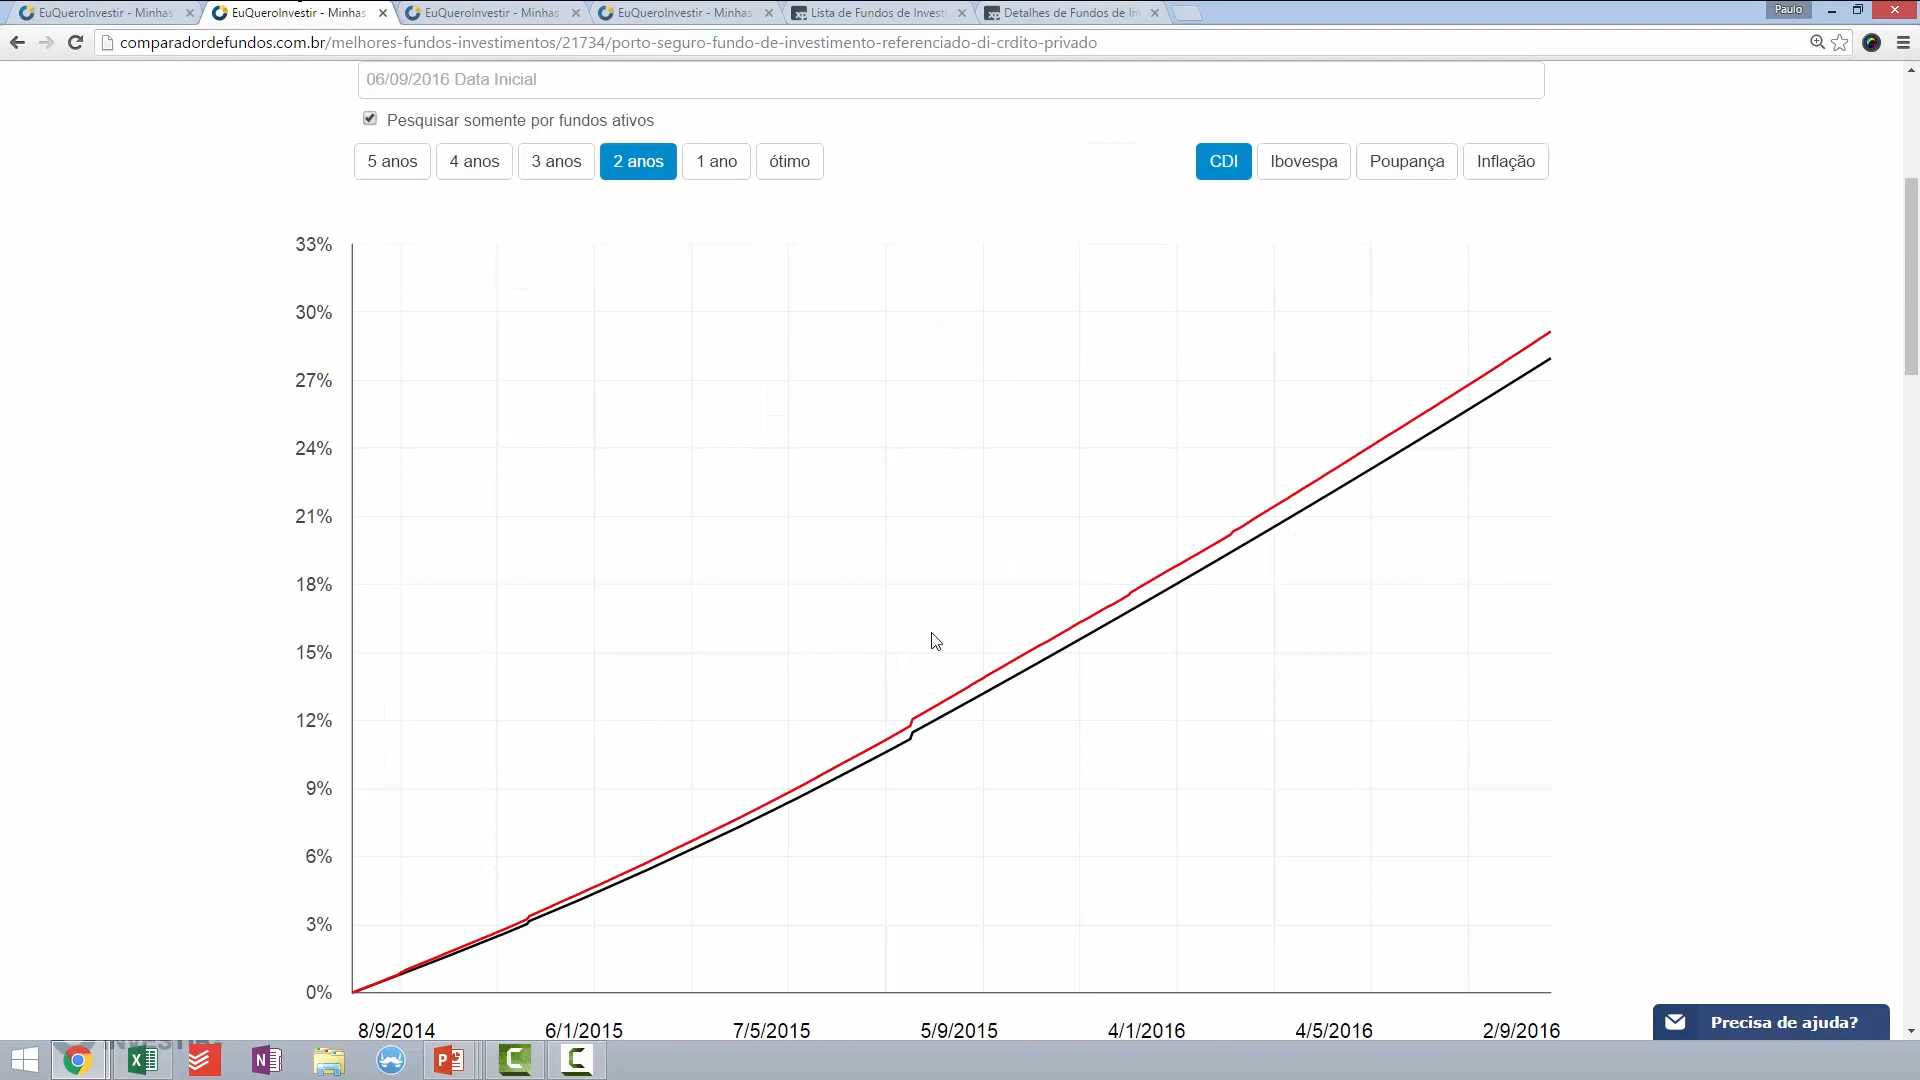 EuQueroInvestir - Minhas
EuQueroInvestir - Minhas
EuQueroInvestir - Minhas
EuQueroInvestir - Minhas
xp Lista de Fundos de Invest
xp Detalhes de Fundos de In
Paulo
comparadordefundos.com.br/melhores-fundos-investimentos/21734/porto-seguro-fundo-de-investimento-referenciado-di-crdito-privado
06/09/2016 Data Inicial
Pesquisar somente por fundos ativos
5 anos 4 anos 3 anos 2 anos 1 ano ótimo
CDI Ibovespa Poupança Inflação
33%
30%
27%
24%
21%
18%
15%
12%
9%
6%
3%
0%
8/9/2014 6/1/2015 7/5/2015 5/9/2015 4/1/2016 4/5/2016 2/9/2016
Precisa de ajuda?